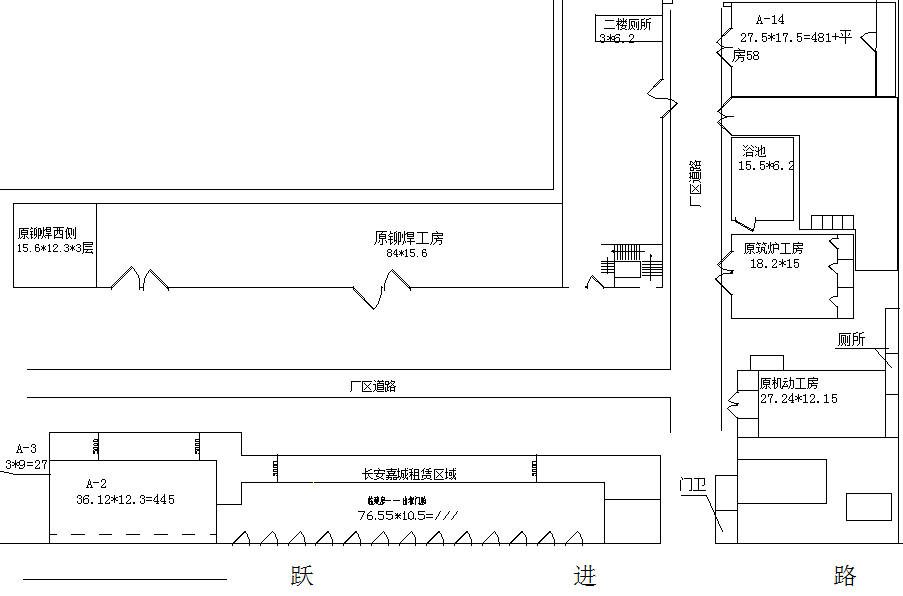 二楼厕所
3*6.2
A-14
27.5*17.5=481+平
房58
浴池
15.5*6.2
厂区道路
原铆焊西侧
15.6*12.3*3层
原铆焊工房
84*15.6
原筑炉工房
18.2*15
厕所
厂区道路
原机动工房
27.24*12.15
A-3
3*9=27
A-2
36.12*12.3=445
长安嘉城租赁区域
76.55*10.5=///
门卫
跃 进 路